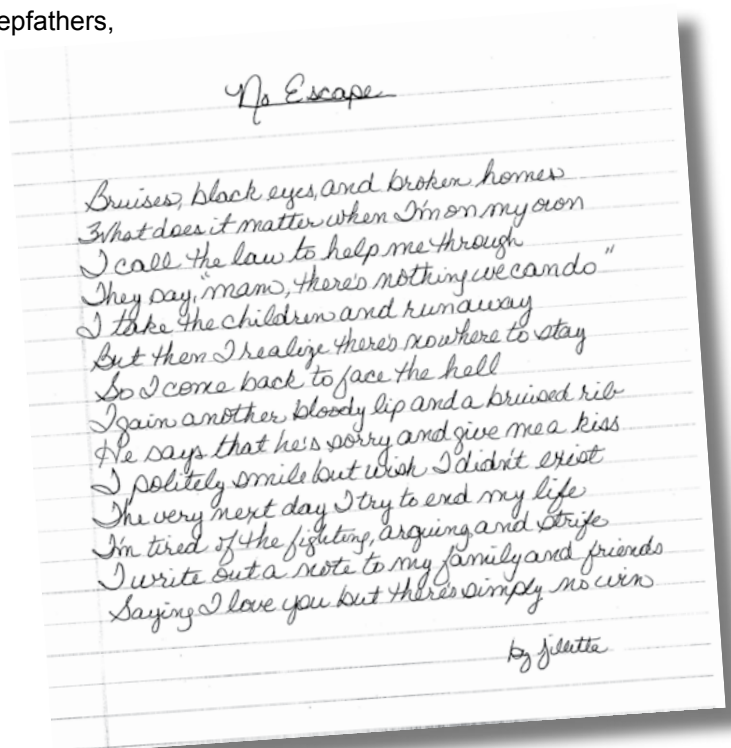 epfathers,
No Escape
Bruises, black eyes, and broken homes
What does it matter when I'm on my own
I call the law to help me through
They say, "mam, there's nothing we can do"
I take the children and runaway
But then I realize there's nowhere to stay
So I come back to face the hell
I gain another bloody lip and a bruised rib
He says that he's sorry and give me a kiss
I politely smile but wish I didn't exist
The very next day I try to end my life
I'm tired of the fighting, arguing and strife
I write out a note to my family and friends
Saying I love you but there's simply no win
by